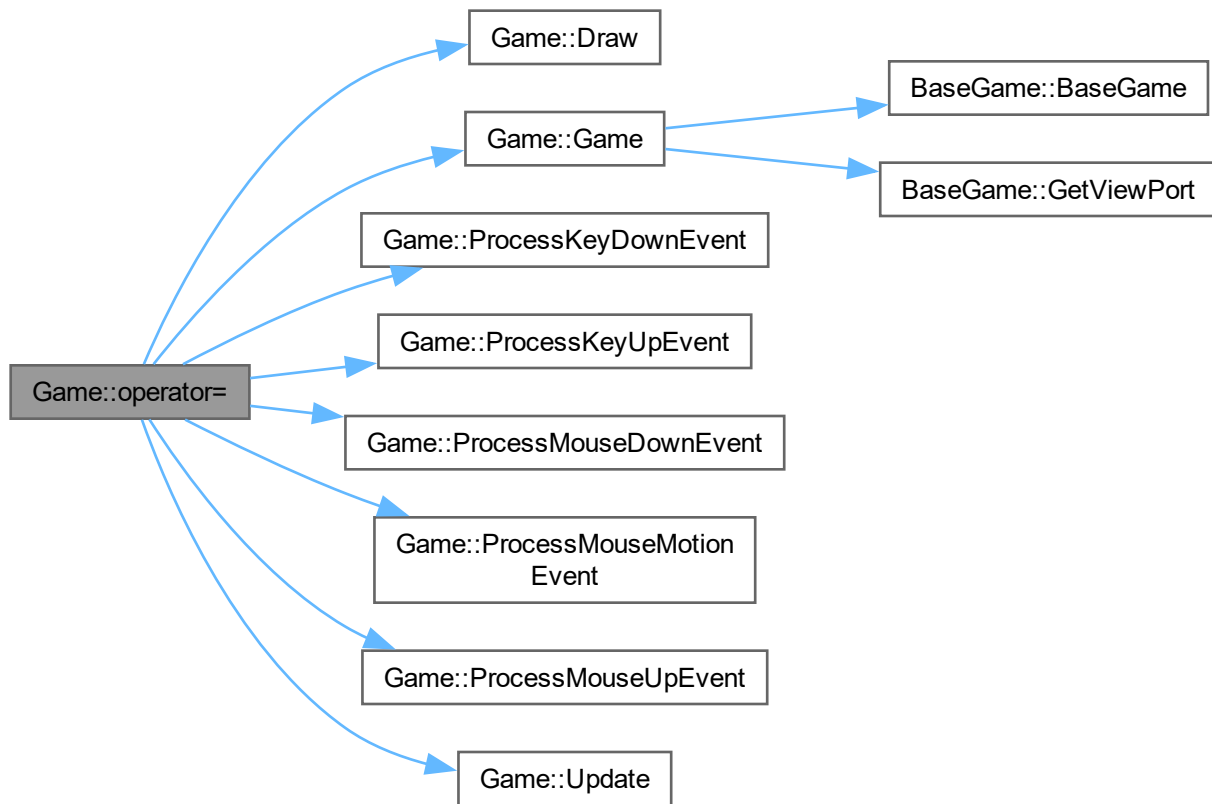 Game::Draw
BaseGame::BaseGame
Game::Game
BaseGame::GetViewPort
Game::ProcessKeyDownEvent
Game::ProcessKeyUpEvent
Game::operator=
Game::ProcessMouseDownEvent
Game::ProcessMouseMotion
Event
Game::ProcessMouseUpEvent
Game::Update